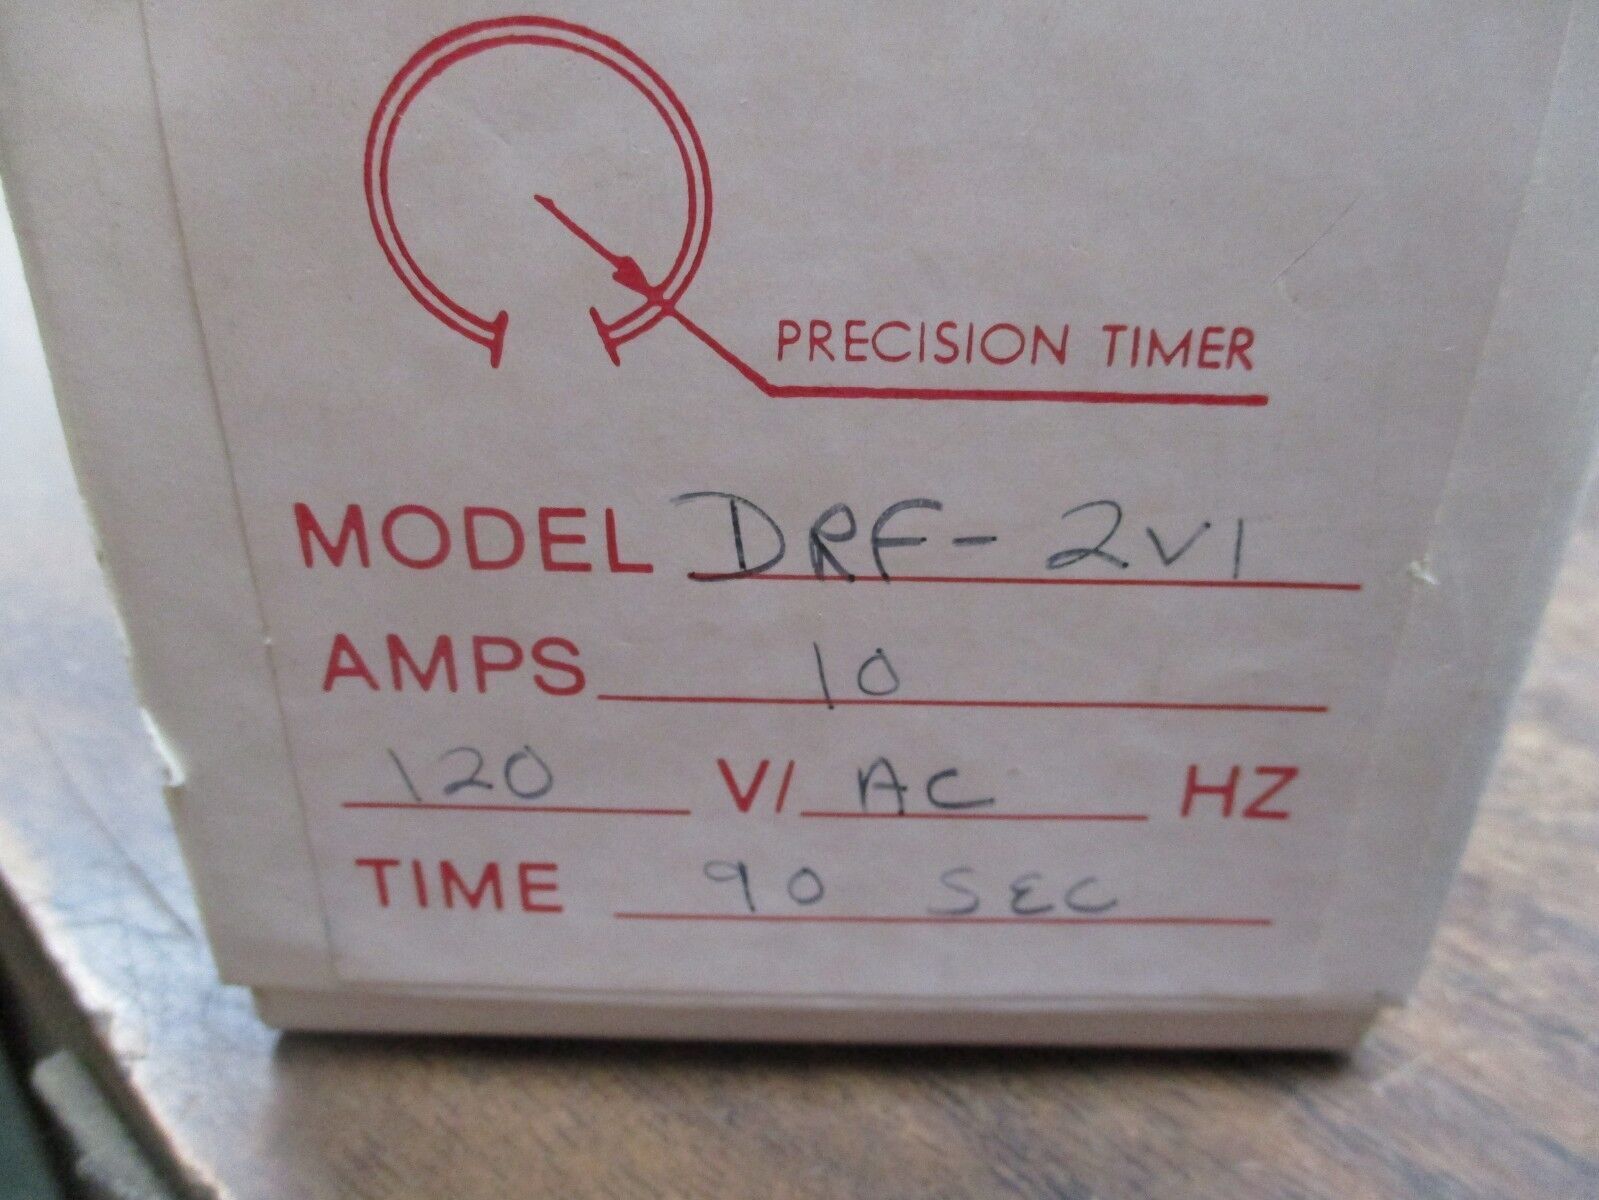 PRECISION TIMER
MODEL DRF-2V1
AMPS 10
120 V/ AC HZ
TIME 90 SEC